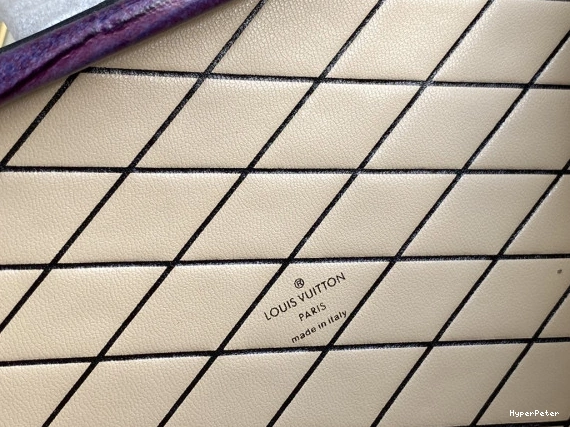 ®
LOUIS VUITTON
PARIS
made in italy
HyperPeter